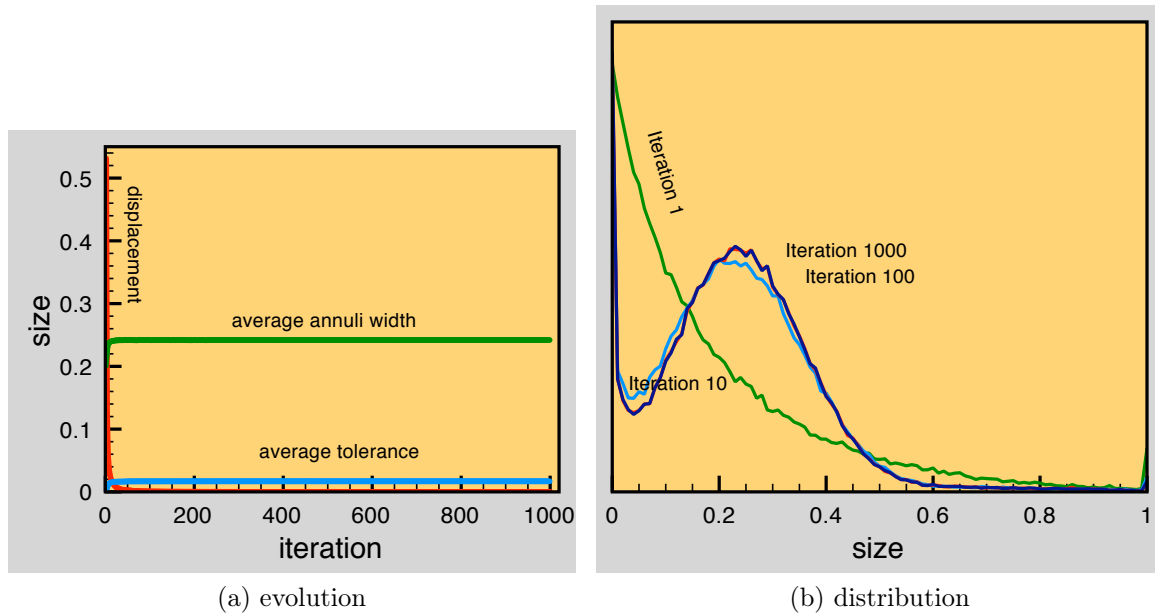 0.5
0.4
0.3
0.2
0.1
0
size
displacement
average annuli width
average tolerance
0 200 400 600 800 1000
iteration
(a) evolution
Iteration 1
Iteration 1000
Iteration 100
Iteration 10
0 0.2 0.4 0.6 0.8 1
size
(b) distribution